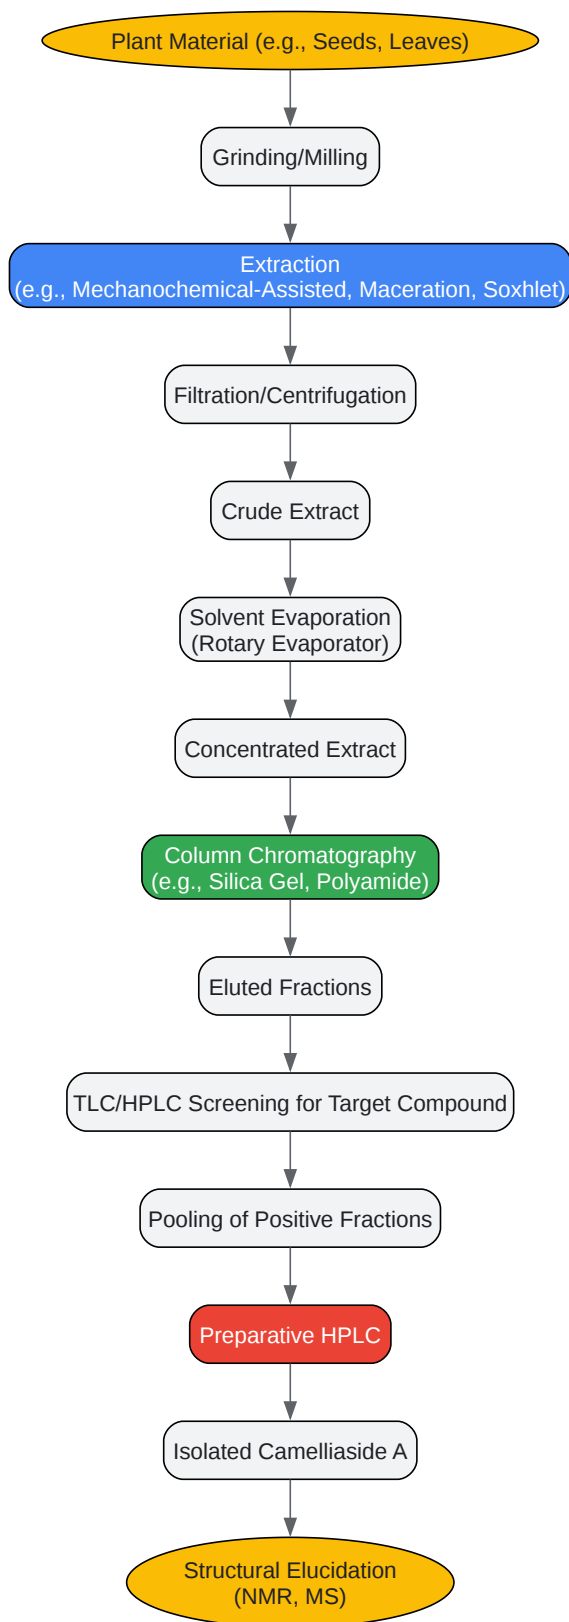 Plant Material (e.g., Seeds, Leaves)
Grinding/Milling
Extraction
(e.g., Mechanochemical-Assisted, Maceration, Soxhlet)
Filtration/Centrifugation
Crude Extract
Solvent Evaporation
(Rotary Evaporator)
Concentrated Extract
Column Chromatography
(e.g., Silica Gel, Polyamide)
Eluted Fractions
TLC/HPLC Screening for Target Compound
Pooling of Positive Fractions
Preparative HPLC
Isolated Camelliaside A
Structural Elucidation
(NMR, MS)